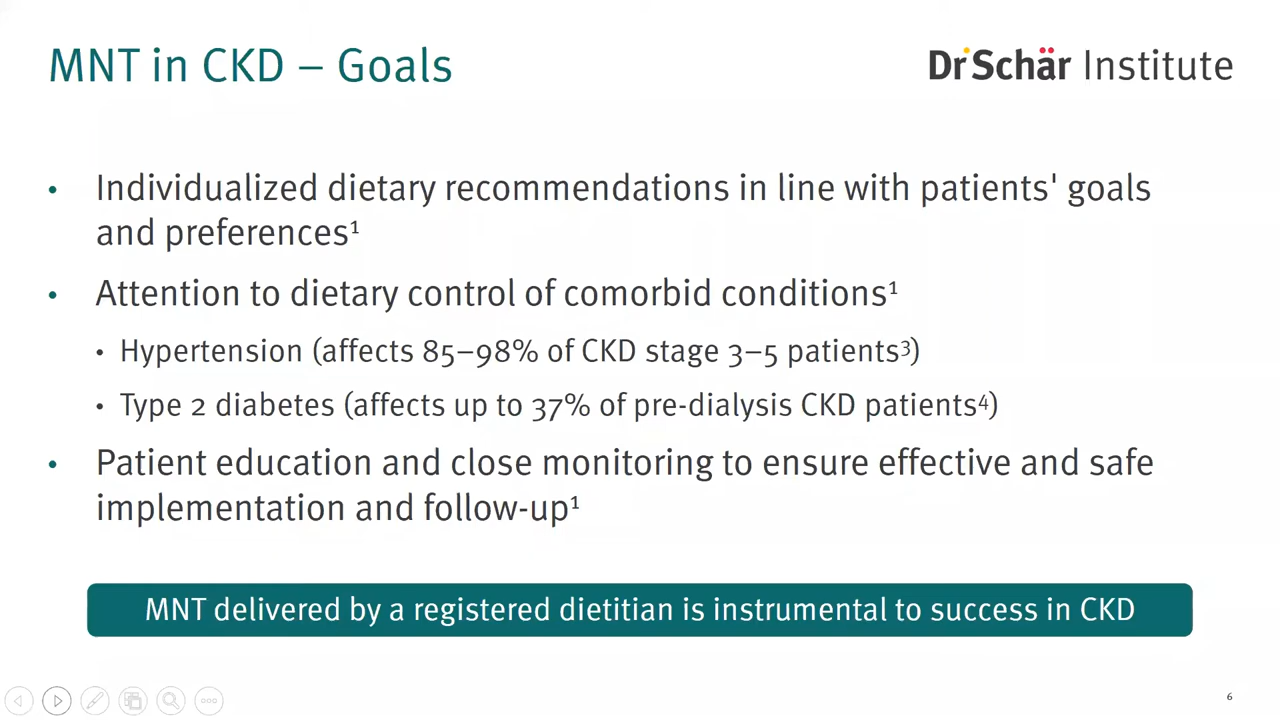 MNT in CKD – Goals
DrSchär Institute
• Individualized dietary recommendations in line with patients' goals
and preferences¹
• Attention to dietary control of comorbid conditions¹
• Hypertension (affects 85–98% of CKD stage 3–5 patients³)
• Type 2 diabetes (affects up to 37% of pre-dialysis CKD patients⁴)
• Patient education and close monitoring to ensure effective and safe
implementation and follow-up¹
MNT delivered by a registered dietitian is instrumental to success in CKD
6